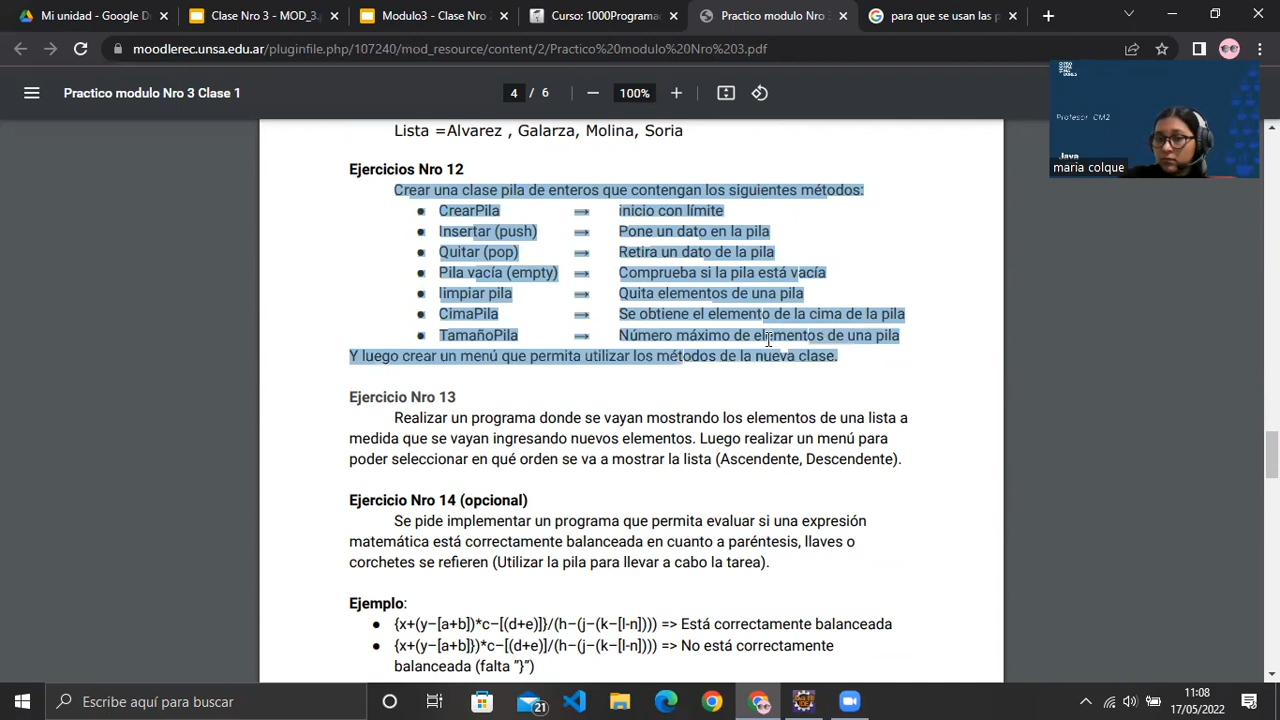 Mi unidad - Google D
Clase Nro 3 - MOD_3.
Modulo3 - Clase Nro 2
Curso: 1000Programa
Practico modulo Nro 3
para que se usan las p
moodlerec.unsa.edu.ar/pluginfile.php/107240/mod_resource/content/2/Practico%20modulo%20Nro%203.pdf
Practico modulo Nro 3 Clase 1
4 / 6
100%
Profesor CM2
Java
maria colque
Lista =Alvarez , Galarza, Molina, Soria
Ejercicios Nro 12
Crear una clase pila de enteros que contengan los siguientes métodos:
● CrearPila ⇒ inicio con límite
● Insertar (push) ⇒ Pone un dato en la pila
● Quitar (pop) ⇒ Retira un dato de la pila
● Pila vacía (empty) ⇒ Comprueba si la pila está vacía
● limpiar pila ⇒ Quita elementos de una pila
● CimaPila ⇒ Se obtiene el elemento de la cima de la pila
● TamañoPila ⇒ Número máximo de elementos de una pila
Y luego crear un menú que permita utilizar los métodos de la nueva clase.
Ejercicio Nro 13
Realizar un programa donde se vayan mostrando los elementos de una lista a
medida que se vayan ingresando nuevos elementos. Luego realizar un menú para
poder seleccionar en qué orden se va a mostrar la lista (Ascendente, Descendente).
Ejercicio Nro 14 (opcional)
Se pide implementar un programa que permita evaluar si una expresión
matemática está correctamente balanceada en cuanto a paréntesis, llaves o
corchetes se refieren (Utilizar la pila para llevar a cabo la tarea).
Ejemplo:
● {x+(y−[a+b])*c−[(d+e)]}/(h−(j−(k−[l-n]))) => Está correctamente balanceada
● {x+(y−[a+b]})*c−[(d+e)]/(h−(j−(k−[l-n]))) => No está correctamente
balanceada (falta ”}”)
Escribe aquí para buscar
21
11:08
17/05/2022